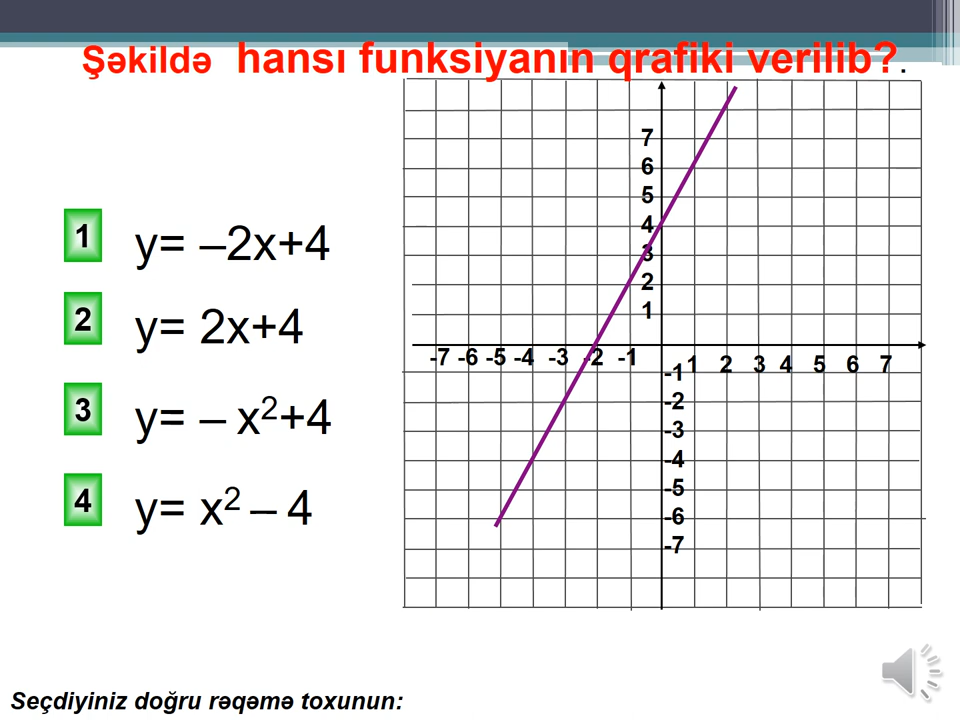 Şəkildə hansı funksiyanın qrafiki verilib?.
1 y= –2x+4
2 y= 2x+4
3 y= – x²+4
4 y= x² – 4
7
6
5
4
3
2
1
-7 -6 -5 -4 -3 -2 -1 1 2 3 4 5 6 7
-1
-2
-3
-4
-5
-6
-7
Seçdiyiniz doğru rəqəmə toxunun: